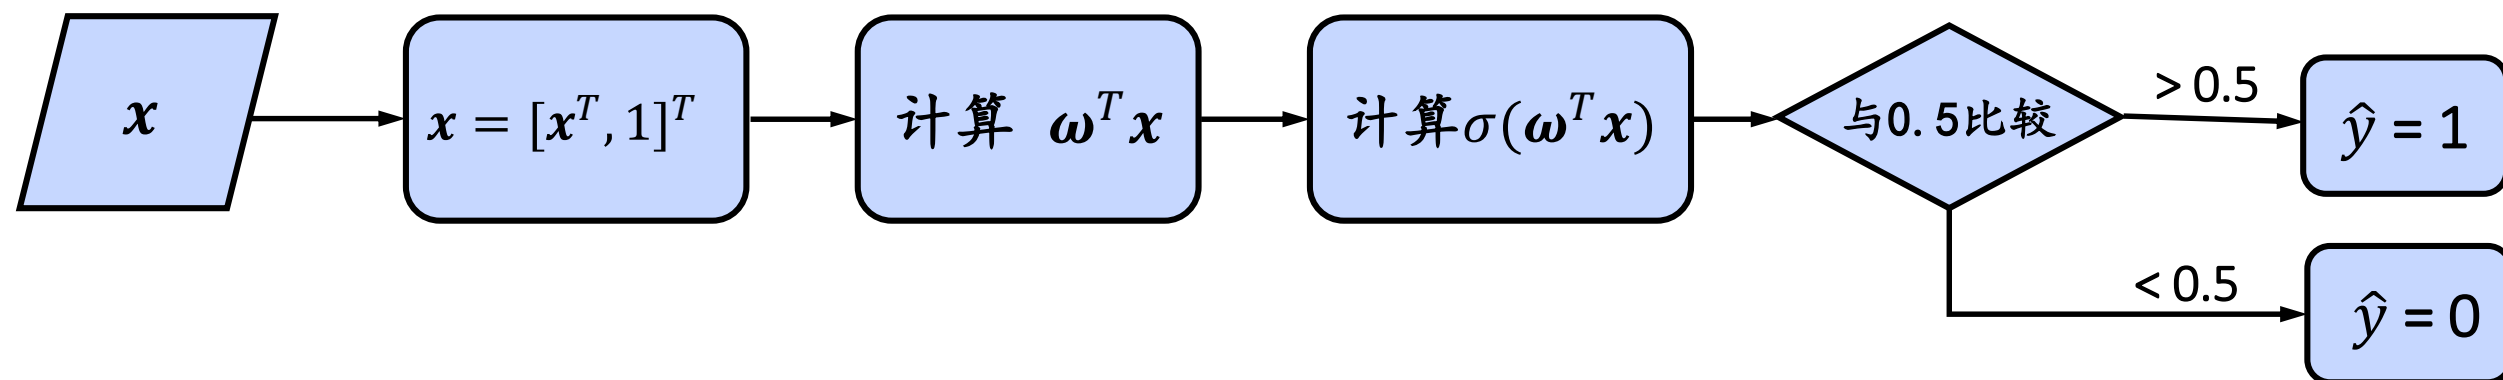 x
x = [x^T, 1]^T
计算 ω^T x
计算σ(ω^T x)
与0.5比较
>0.5
ŷ = 1
<0.5
ŷ = 0